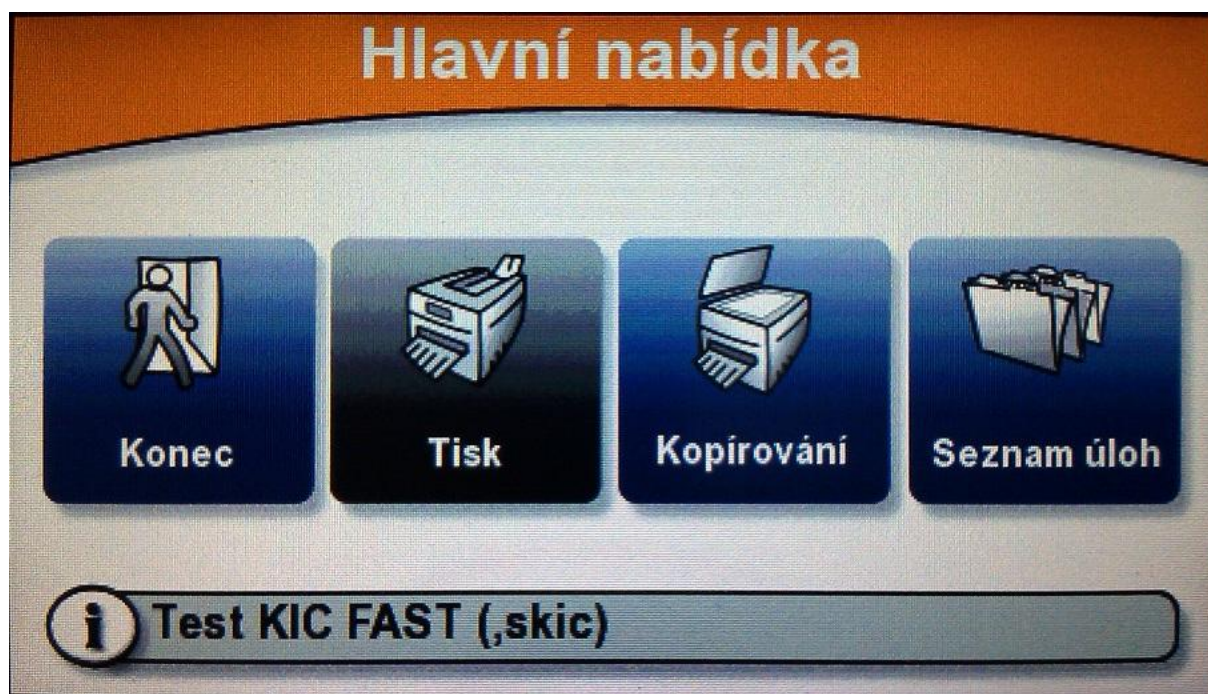 Hlavní nabídka
Konec
Tisk
Kopírování
Seznam úloh
i
Test KIC FAST (,skic)